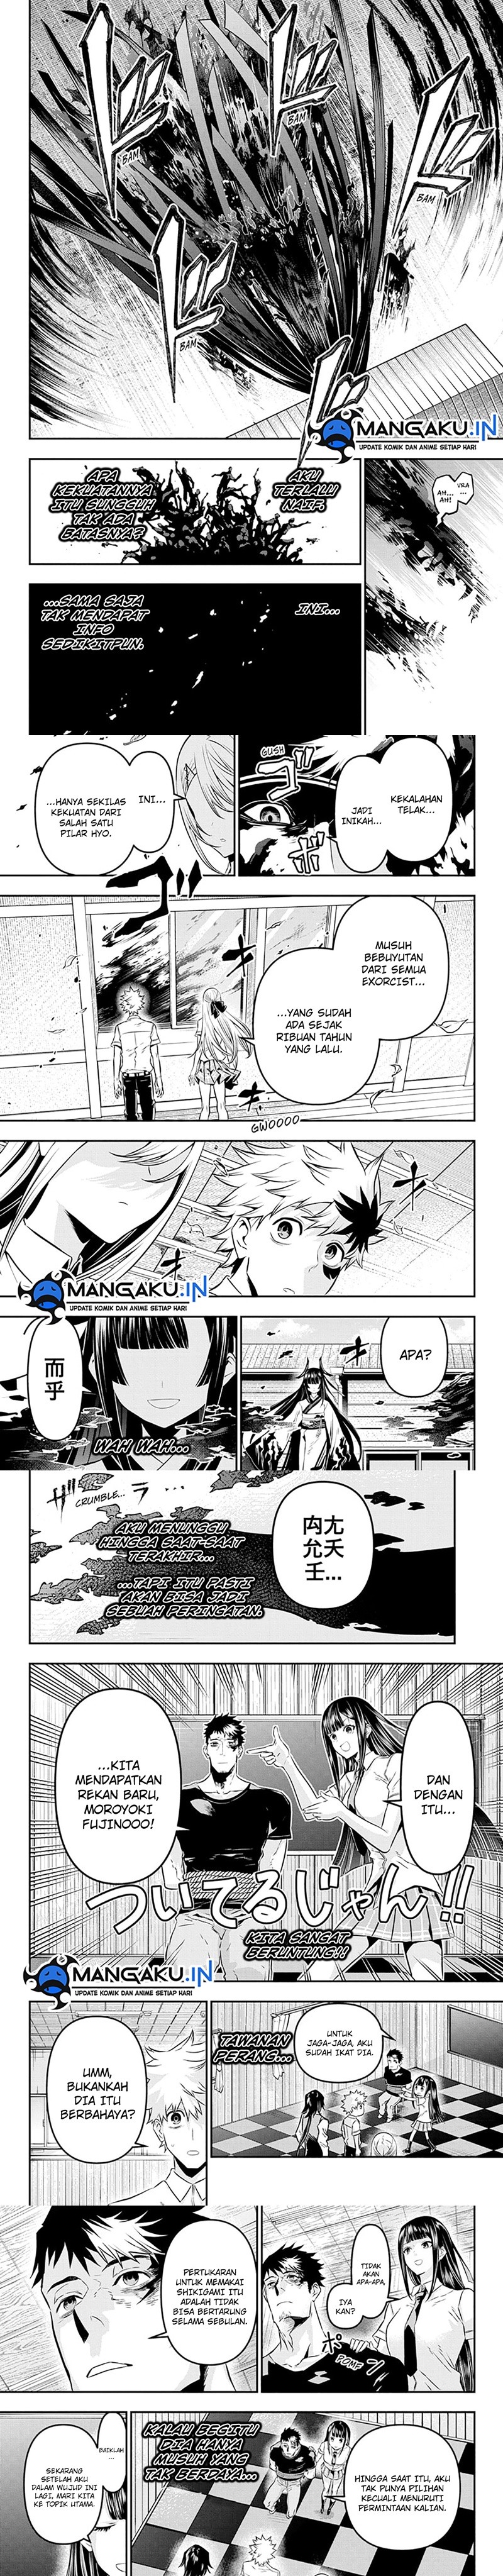 BAM
BAM
BAM
BAM
MANGAKU.IN
UPDATE KOMIK DAN ANIME SETIAP HARI
AH...
AH!
AKU
TERLALU
NAIF.
APA
KEKUATANNYA
ITU SUNGGUH
TAK ADA
BATASNYA?
INI...
...SAMA SAJA
TAK MENDAPAT
INFO
SEDIKITPUN.
GUSH
KEKALAHAN
TELAK...
JADI
INIKAH...
INI...
...HANYA SEKILAS
KEKUATAN DARI
SALAH SATU
PILAR HYO.
MUSUH
BEBUYUTAN
DARI SEMUA
EXORCIST...
...YANG SUDAH
ADA SEJAK
RIBUAN TAHUN
YANG LALU.
GWOOOO
MANGAKU.IN
UPDATE KOMIK DAN ANIME SETIAP HARI
APA?
而乎
WAH WAH...
CRUMBLE...
AKU MENUNGGU
HINGGA SAAT-SAAT
TERAKHIR...
...TAPI ITU PASTI
AKAN BISA JADI
SEBUAH PERINGATAN.
DAN
DENGAN
ITU...
...KITA
MENDAPATKAN
REKAN BARU,
MOROYOKI
FUJINOOO!
ついてるじゃん!!
KITA SANGAT
BERUNTUNG!!
MANGAKU.IN
UPDATE KOMIK DAN ANIME SETIAP HARI
UNTUK
JAGA-JAGA, AKU
SUDAH IKAT DIA.
TAWANAN
PERANG...
UMM,
BUKANKAH
DIA ITU
BERBAHAYA?
TIDAK
AKAN
APA-APA.
IYA
KAN?
POMF
PERTUKARAN
UNTUK MEMAKAI
SHIKIGAMI ITU
ADALAH TIDAK
BISA BERTARUNG
SELAMA SEBULAN.
HINGGA SAAT ITU, AKU
TAK PUNYA PILIHAN
KECUALI MENURUTI
PERMINTAAN KALIAN.
KALAU BEGITU
DIA HANYA
MUSUH YANG
TAK BERDAYA...
BAIKLAH
...
SEKARANG
SETELAH AKU
DALAM WUJUD INI
LAGI, MARI KITA
KE TOPIK UTAMA.